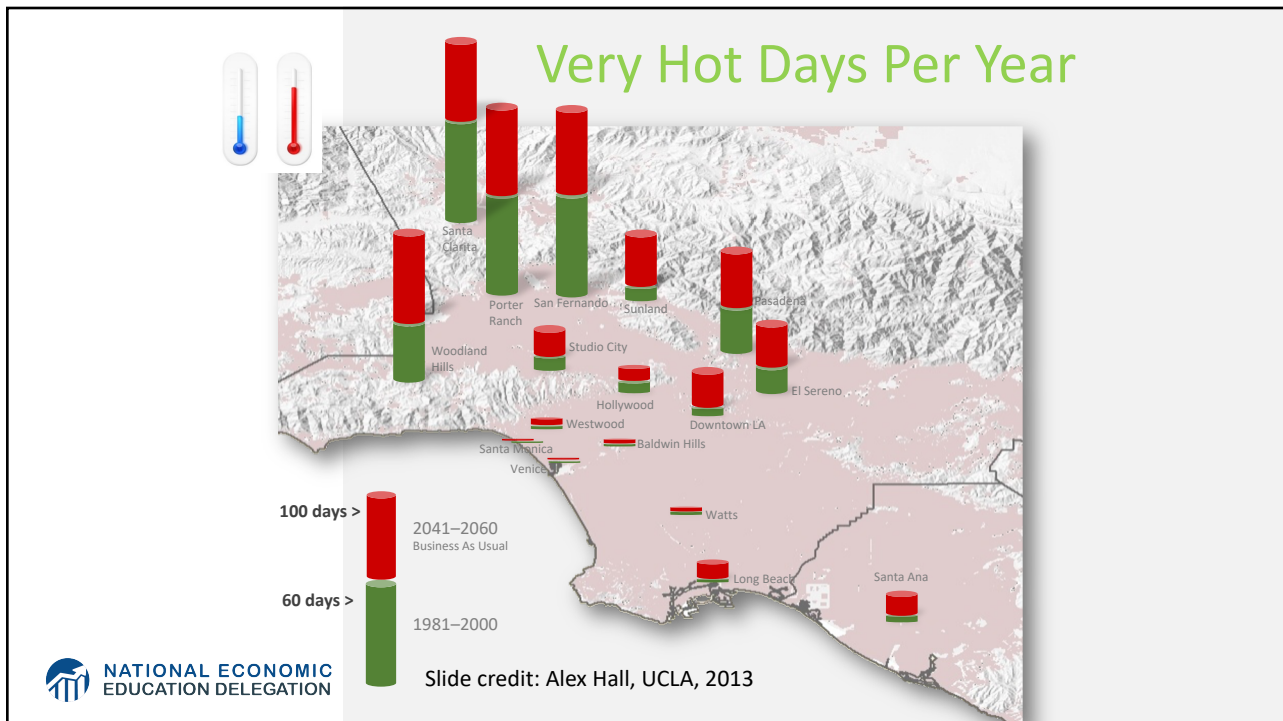 Very Hot Days Per Year
Santa
Clarita
Porter
Ranch
San Fernando
Sunland
Pasadena
Woodland
Hills
Studio City
El Sereno
Hollywood
Downtown LA
Westwood
Santa Monica
Baldwin Hills
Venice
Watts
Long Beach
Santa Ana
100 days >
2041–2060
Business As Usual
60 days >
1981–2000
NATIONAL ECONOMIC
EDUCATION DELEGATION
Slide credit: Alex Hall, UCLA, 2013